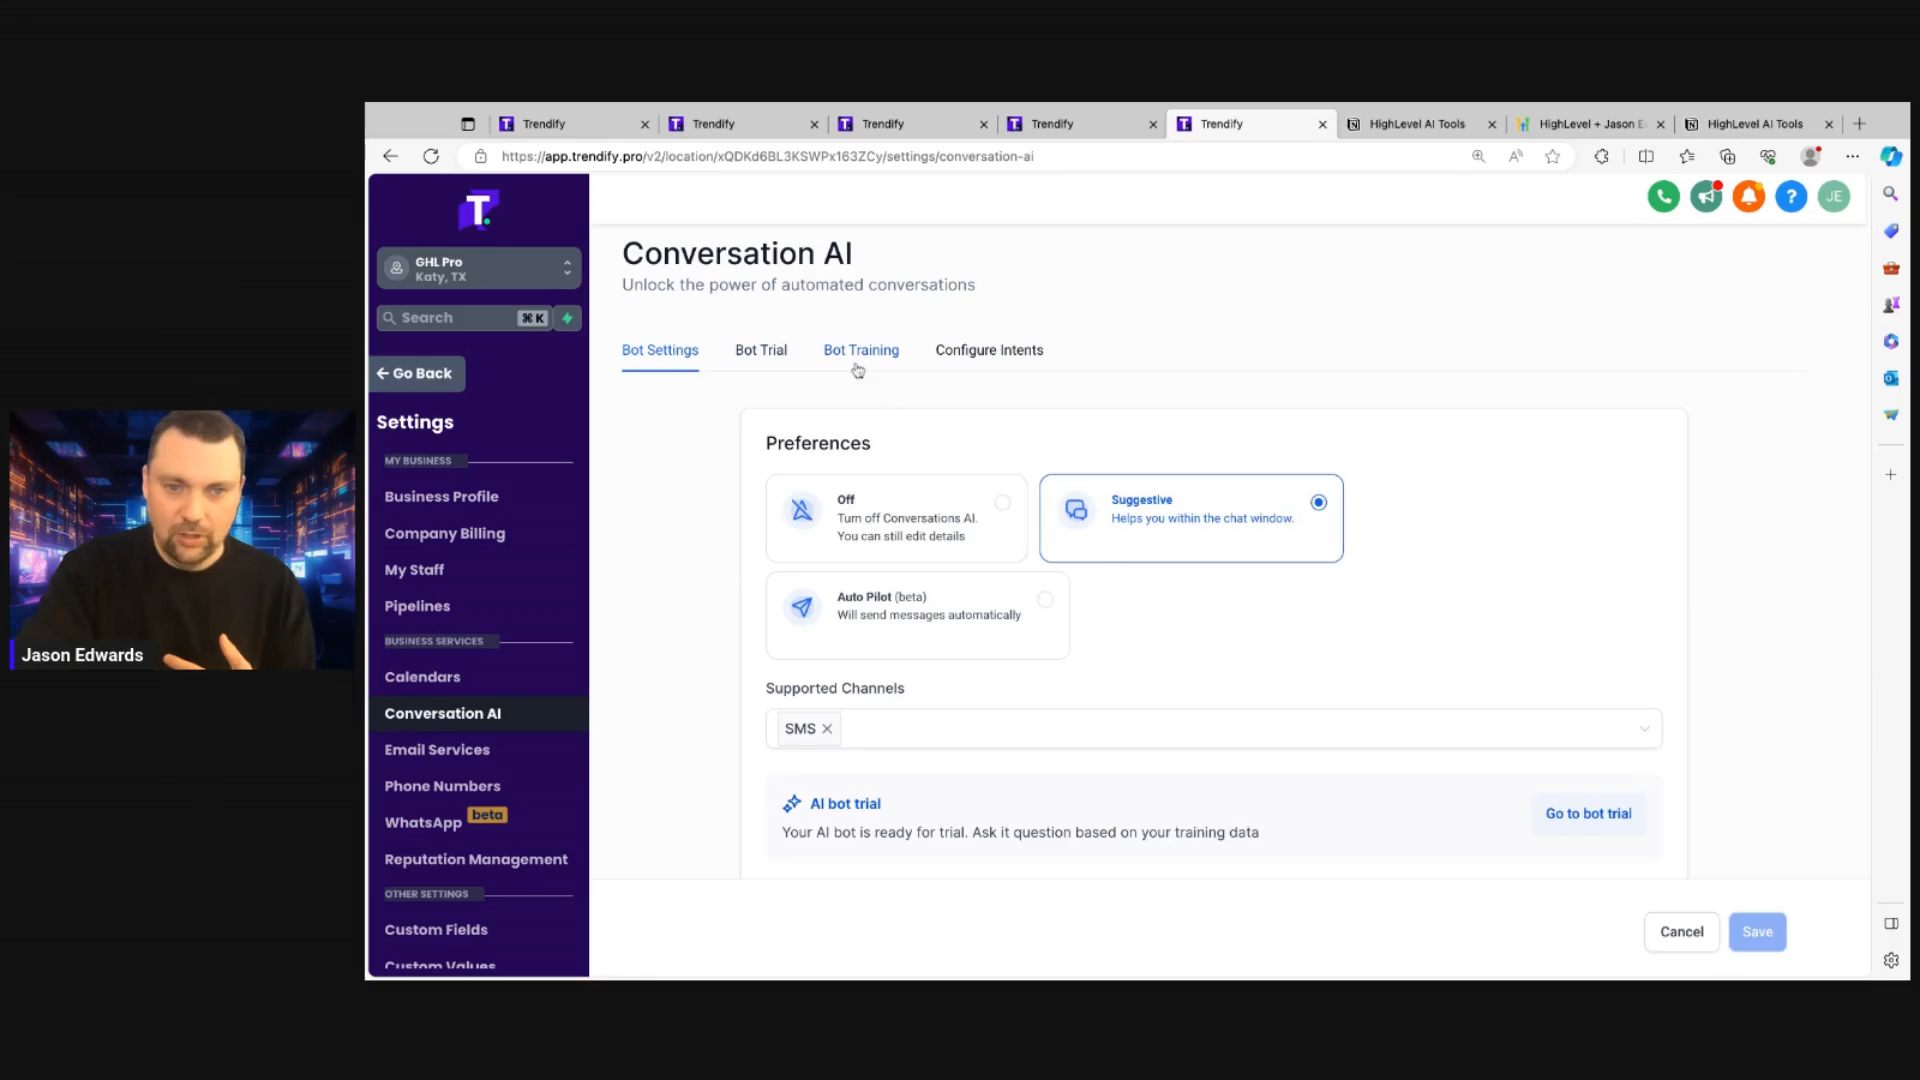 Trendify
Trendify
Trendify
Trendify
Trendify
HighLevel AI Tools
HighLevel + Jason E
HighLevel AI Tools
https://app.trendify.pro/v2/location/xQDKd6BL3KSWPx163ZCy/settings/conversation-ai
T.
GHL Pro
Katy, TX
Search
⌘ K
Go Back
Settings
MY BUSINESS
Business Profile
Company Billing
My Staff
Pipelines
BUSINESS SERVICES
Calendars
Conversation AI
Email Services
Phone Numbers
WhatsApp beta
Reputation Management
OTHER SETTINGS
Custom Fields
Custom Values
JE
Conversation AI
Unlock the power of automated conversations
Bot Settings
Bot Trial
Bot Training
Configure Intents
Preferences
Off
Turn off Conversations AI.
You can still edit details
Suggestive
Helps you within the chat window.
Auto Pilot (beta)
Will send messages automatically
Supported Channels
SMS
AI bot trial
Your AI bot is ready for trial. Ask it question based on your training data
Go to bot trial
Cancel
Save
Jason Edwards